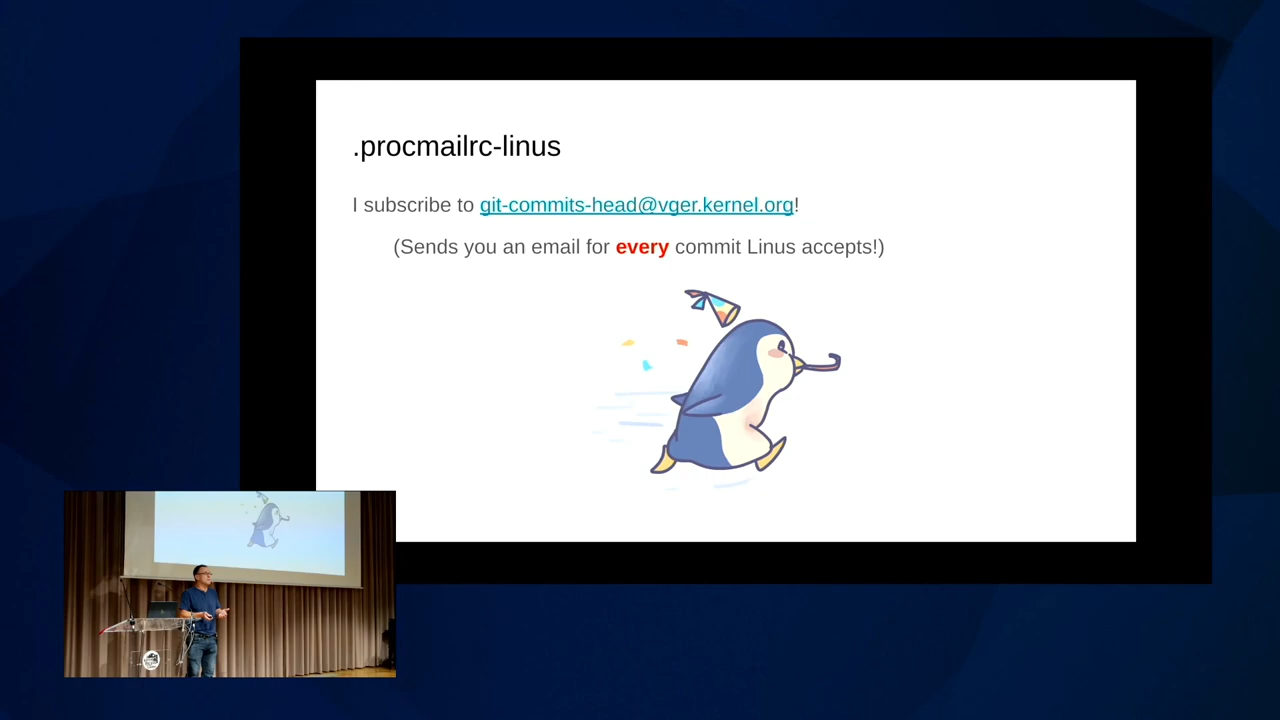 .procmailrc-linus
I subscribe to git-commits-head@vger.kernel.org!
(Sends you an email for every commit Linus accepts!)